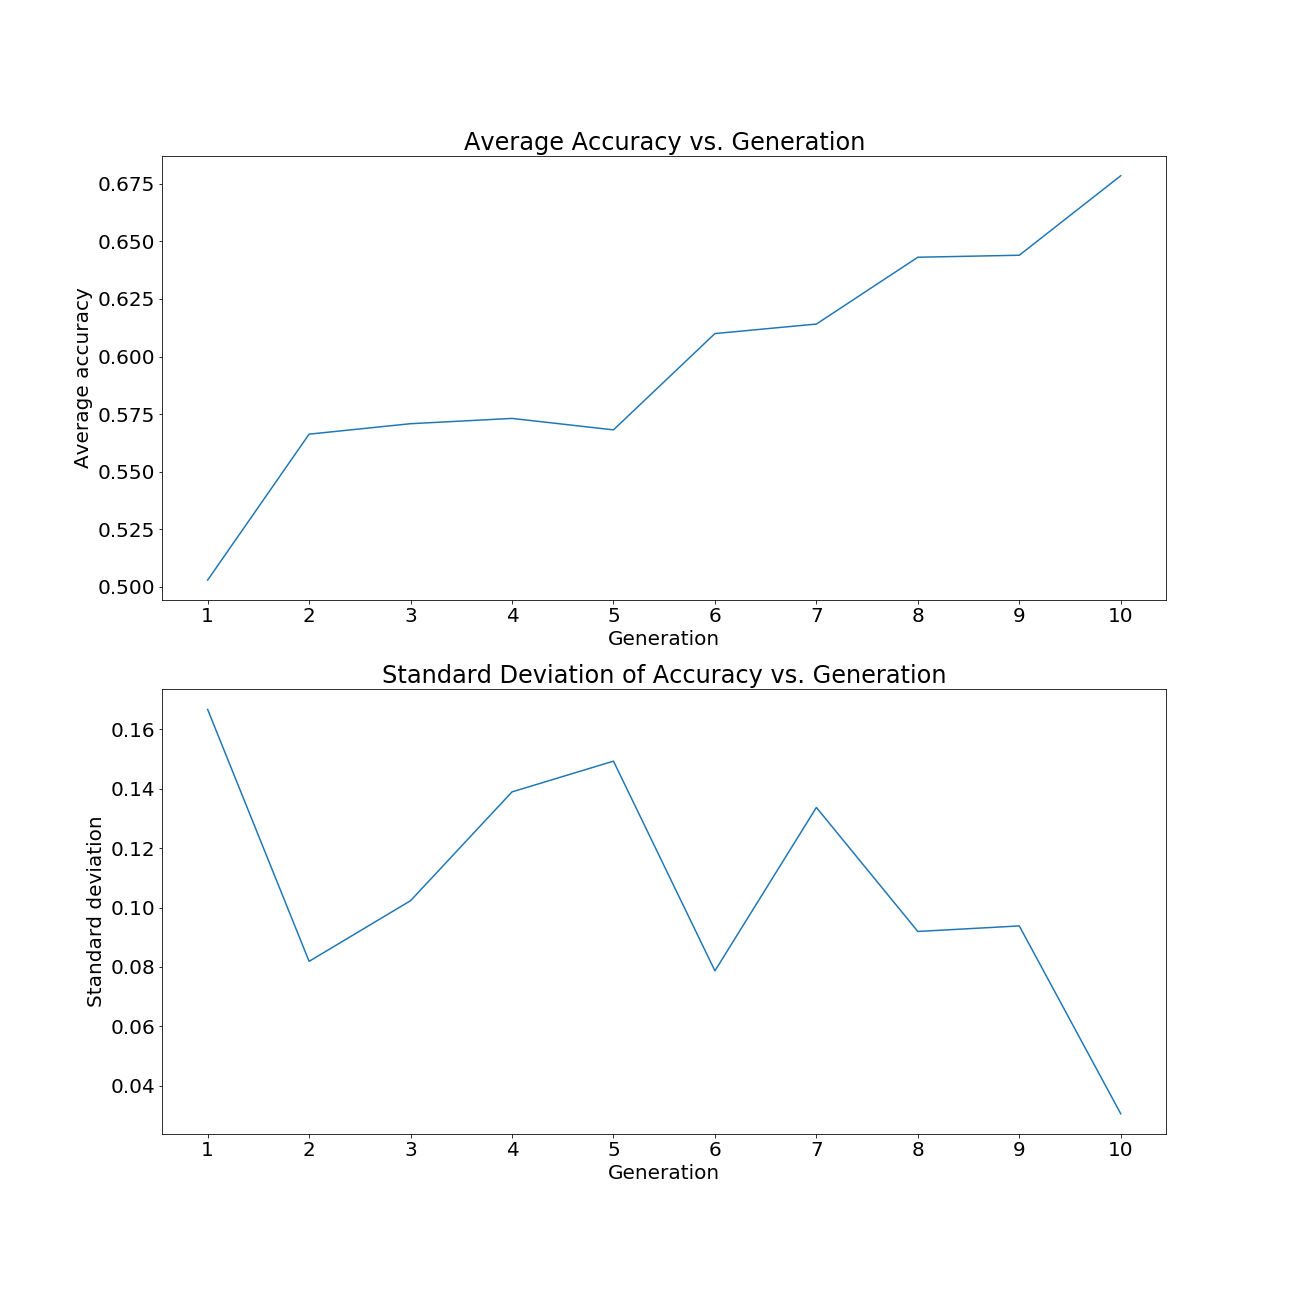 Average Accuracy vs. Generation
0.675
0.650
0.625
0.600
0.575
0.550
0.525
0.500
Average accuracy
1 2 3 4 5 6 7 8 9 10
Generation
Standard Deviation of Accuracy vs. Generation
0.16
0.14
0.12
0.10
0.08
0.06
0.04
Standard deviation
1 2 3 4 5 6 7 8 9 10
Generation